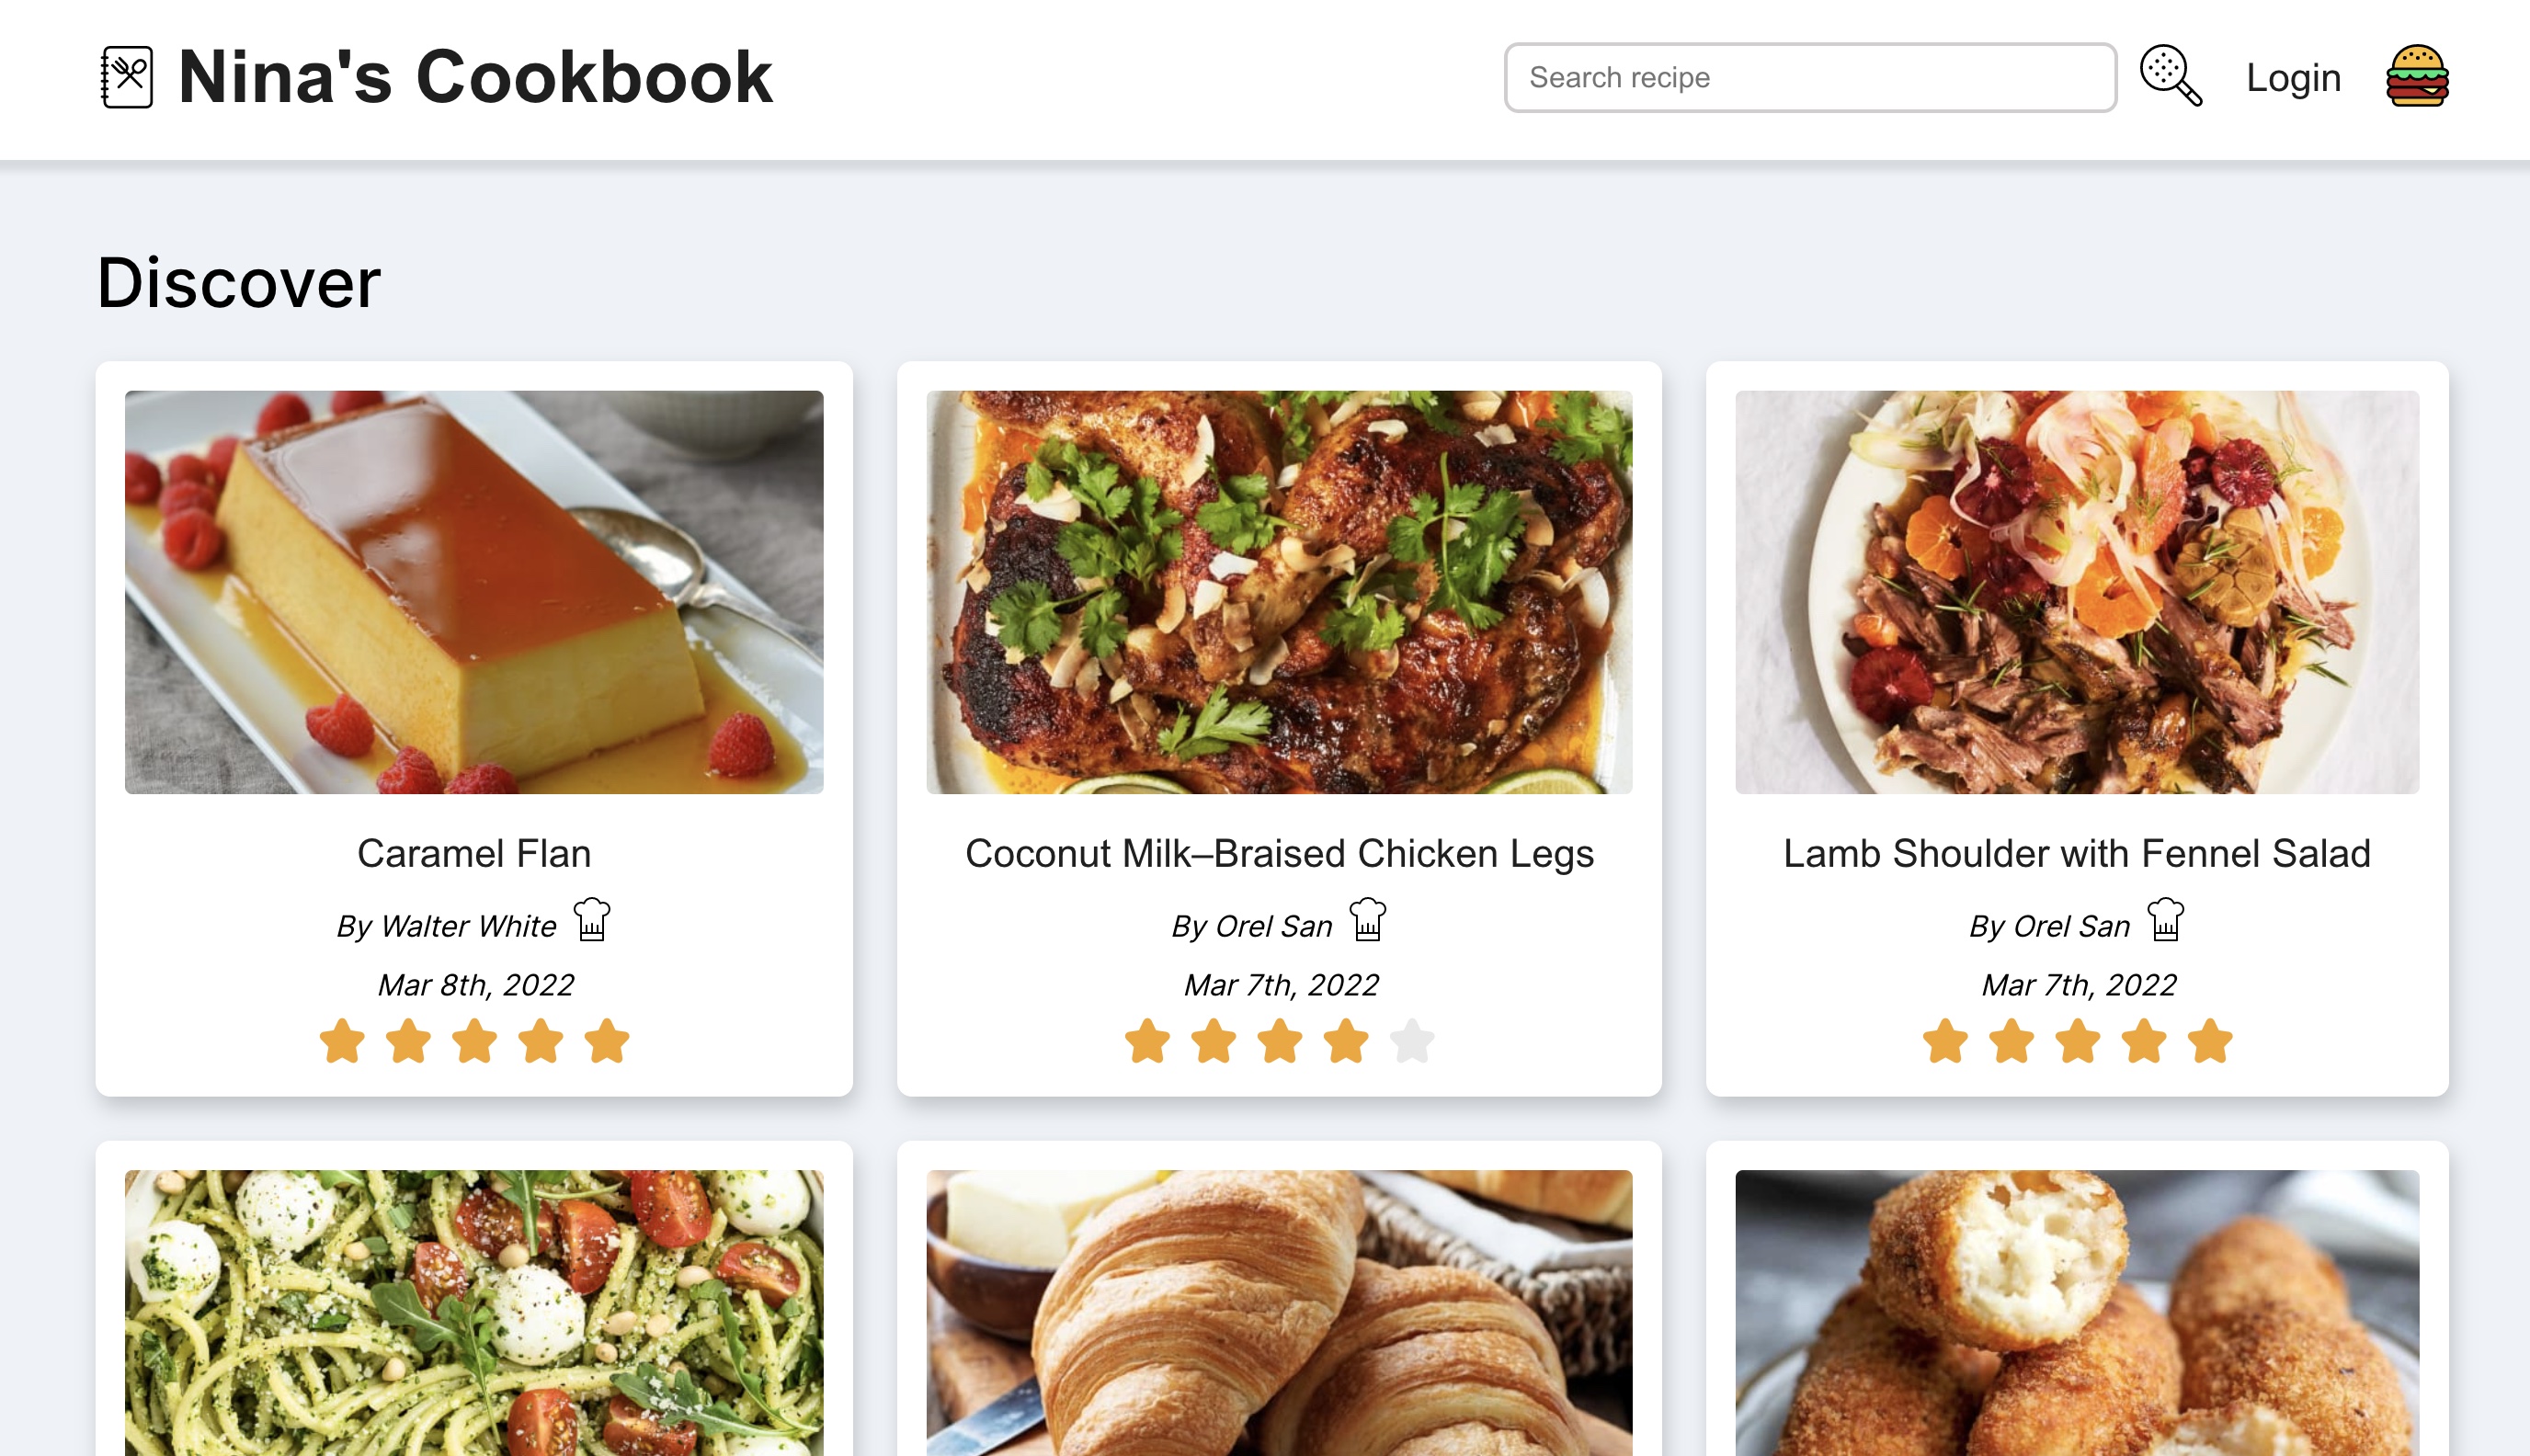 Nina's Cookbook
Search recipe
Login
Discover
Caramel Flan
By Walter White
Mar 8th, 2022
Coconut Milk–Braised Chicken Legs
By Orel San
Mar 7th, 2022
Lamb Shoulder with Fennel Salad
By Orel San
Mar 7th, 2022